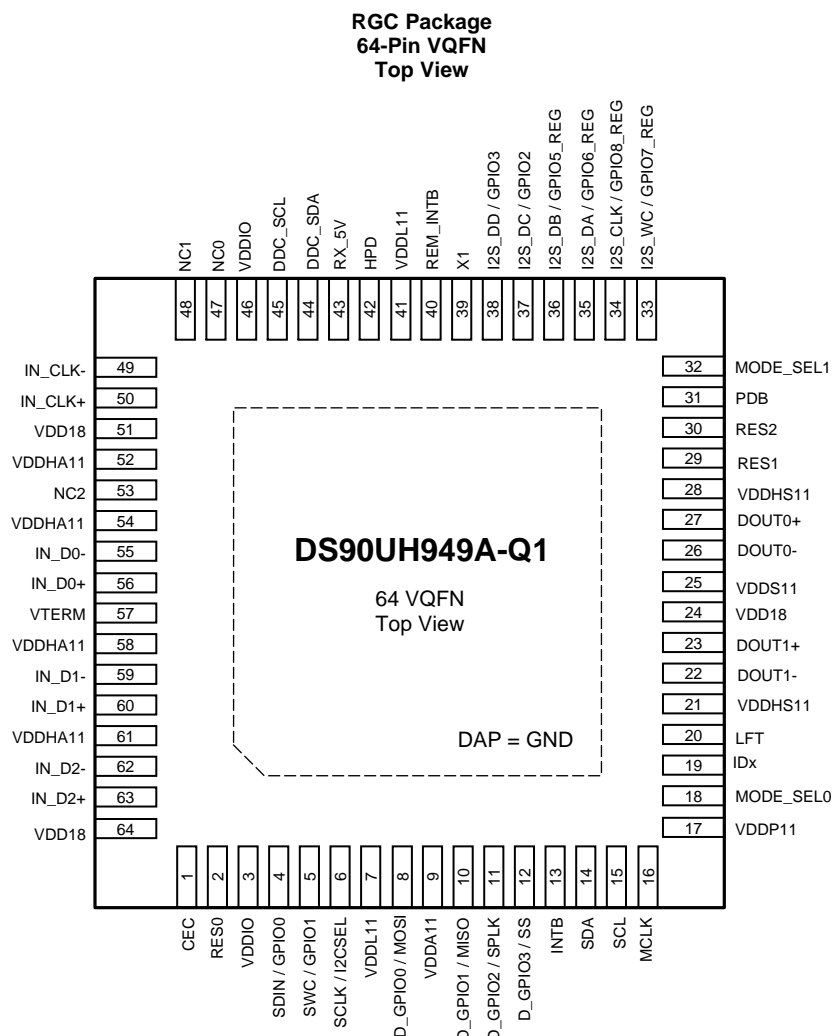 RGC Package
64-Pin VQFN
Top View
NC1
NC0
VDDIO
DDC_SCL
DDC_SDA
RX_5V
HPD
VDDL11
REM_INTB
X1
I2S_DD / GPIO3
I2S_DC / GPIO2
I2S_DB / GPIO5_REG
I2S_DA / GPIO6_REG
I2S_CLK / GPIO8_REG
I2S_WC / GPIO7_REG
48
47
46
45
44
43
42
41
40
39
38
37
36
35
34
33
IN_CLK- 49
IN_CLK+ 50
VDD18 51
VDDHA11 52
NC2 53
VDDHA11 54
IN_D0- 55
IN_D0+ 56
VTERM 57
VDDHA11 58
IN_D1- 59
IN_D1+ 60
VDDHA11 61
IN_D2- 62
IN_D2+ 63
VDD18 64
DS90UH949A-Q1
64 VQFN
Top View
DAP = GND
32 MODE_SEL1
31 PDB
30 RES2
29 RES1
28 VDDHS11
27 DOUT0+
26 DOUT0-
25 VDDS11
24 VDD18
23 DOUT1+
22 DOUT1-
21 VDDHS11
20 LFT
19 IDx
18 MODE_SEL0
17 VDDP11
1
2
3
4
5
6
7
8
9
10
11
12
13
14
15
16
CEC
RES0
VDDIO
SDIN / GPIO0
SWC / GPIO1
SCLK / I2CSEL
VDDL11
D_GPIO0 / MOSI
VDDA11
D_GPIO1 / MISO
D_GPIO2 / SPLK
D_GPIO3 / SS
INTB
SDA
SCL
MCLK